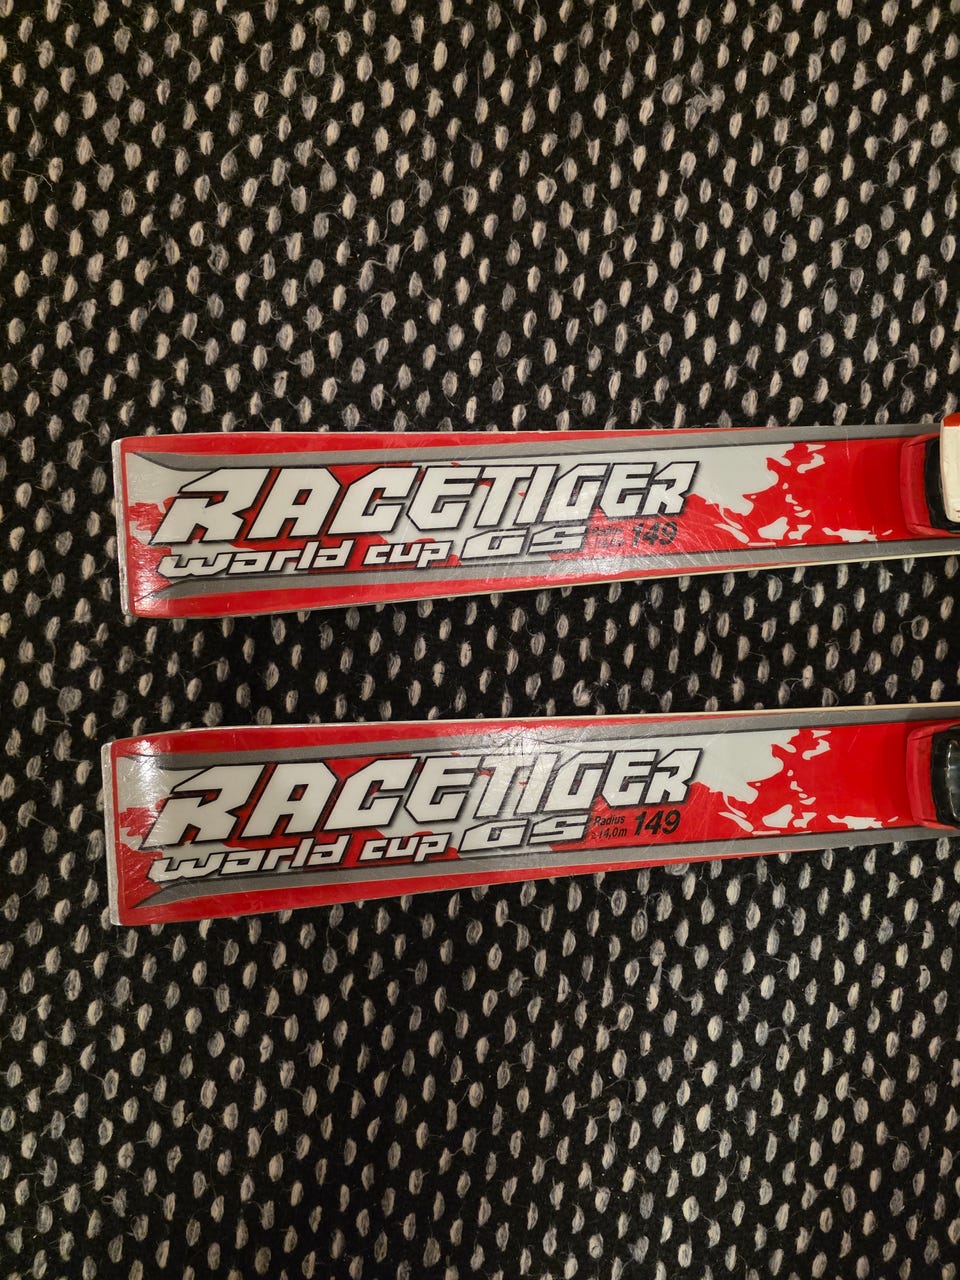 RACETIGER
world cup GS 149
RACETIGER
world cup GS Radius 149
14,0m